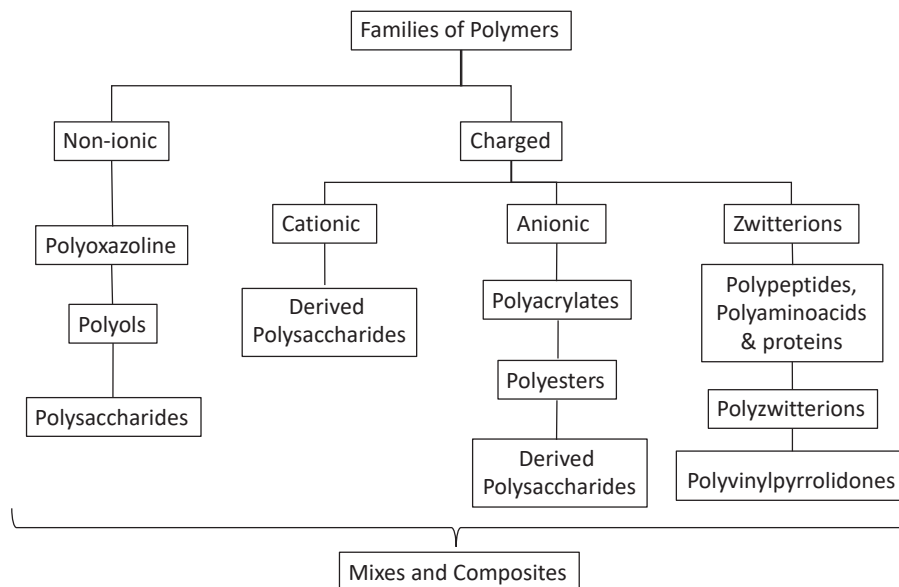 Families of Polymers
Non-ionic
Charged
Cationic
Anionic
Zwitterions
Polyoxazoline
Polyols
Polysaccharides
Derived
Polysaccharides
Polyacrylates
Polyesters
Derived
Polysaccharides
Polypeptides,
Polyaminoacids
& proteins
Polyzwitterions
Polyvinylpyrrolidones
Mixes and Composites